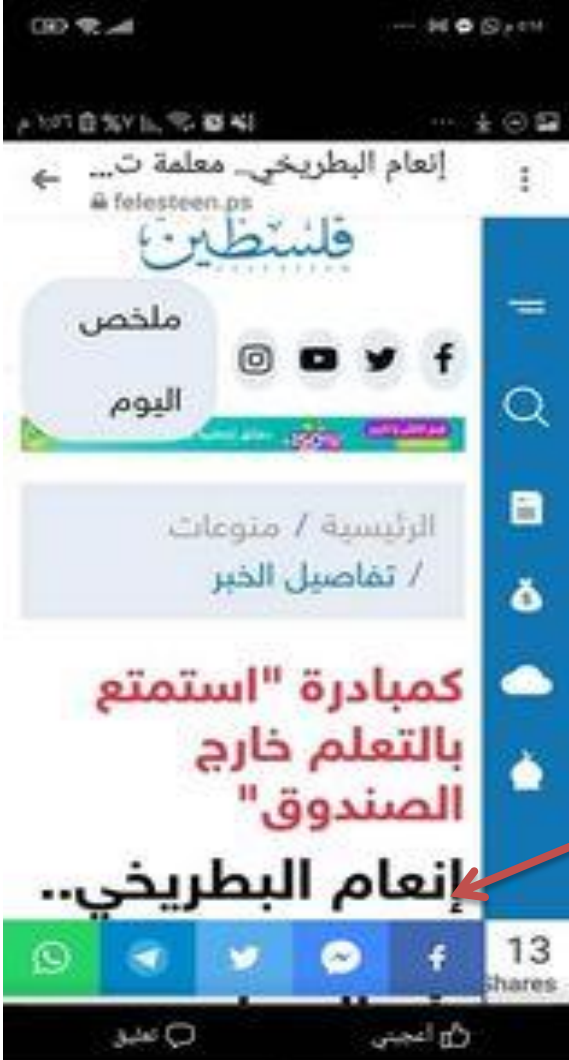 إنعام البطريخي_ معلمة ت...
felesteen.ps
فلسطين
ملخص
اليوم
الرئيسية / منوعات
/ تفاصيل الخبر
كمبادرة "استمتع
بالتعلم خارج
الصندوق"
إنعام البطريخي..
13
Shares
أعجبني
تعليق